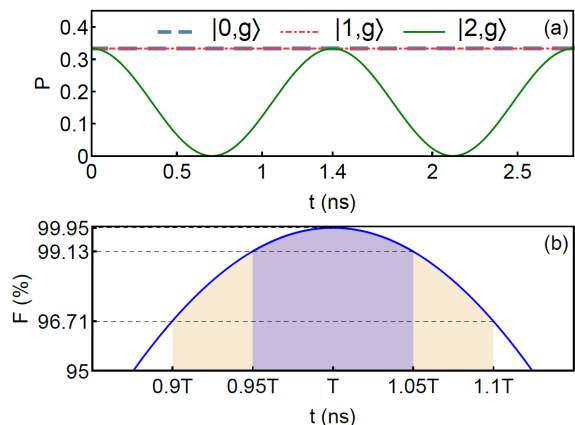 |0,g⟩ |1,g⟩ |2,g⟩ (a)
0.4
0.3
0.2
0.1
0
P
0 0.5 1 1.4 2 2.5
t (ns)
(b)
99.95
99.13
96.71
95
F (%)
0.9T 0.95T T 1.05T 1.1T
t (ns)